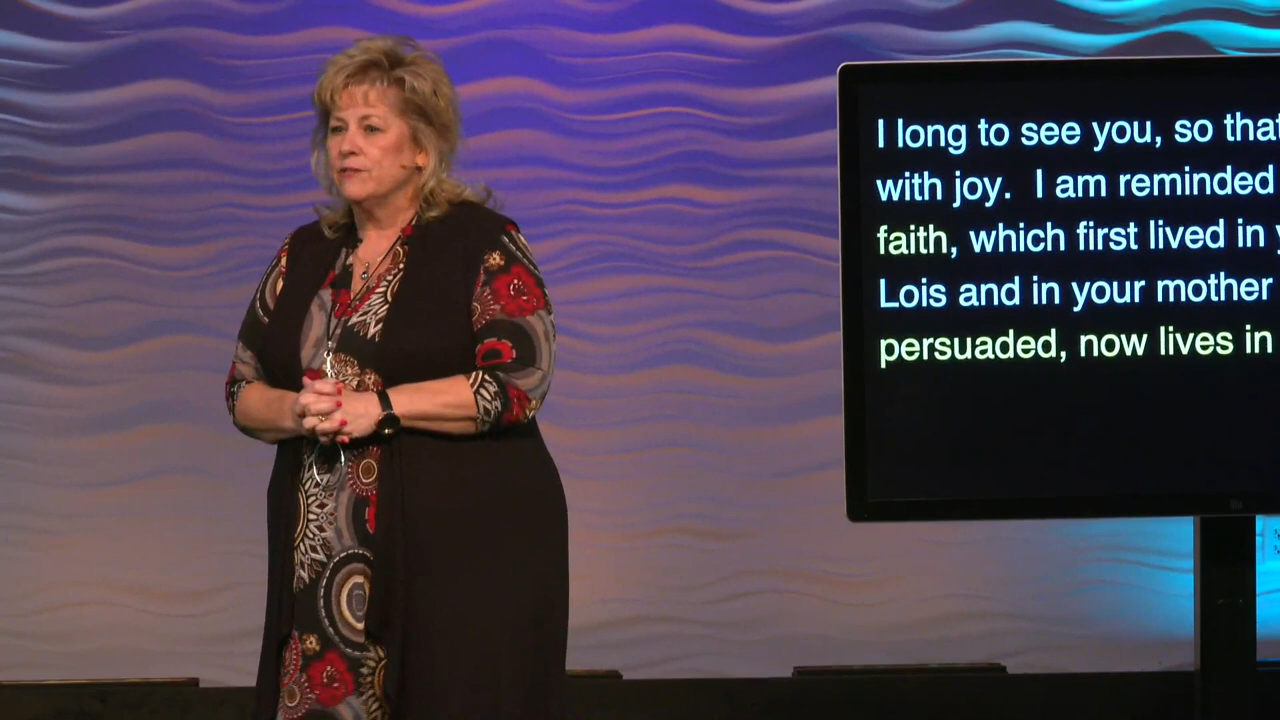 I long to see you, so that
with joy.  I am reminded
faith, which first lived in
Lois and in your mother
persuaded, now lives in